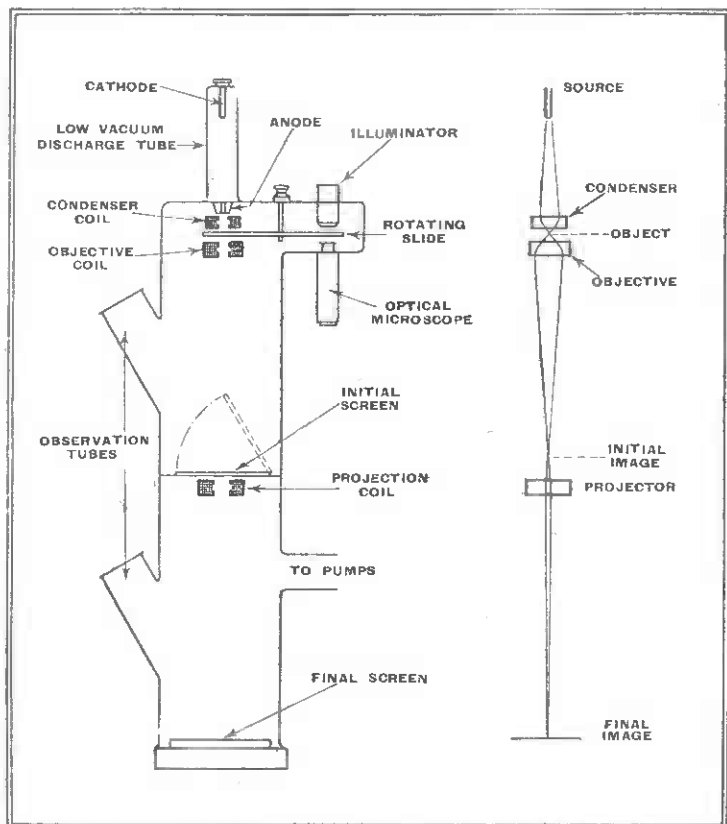 CATHODE
LOW VACUUM
DISCHARGE TUBE
ANODE
ILLUMINATOR
CONDENSER
COIL
ROTATING
SLIDE
OBJECTIVE
COIL
OPTICAL
MICROSCOPE
INITIAL
SCREEN
OBSERVATION
TUBES
PROJECTION
COIL
TO PUMPS
FINAL SCREEN
SOURCE
CONDENSER
OBJECT
OBJECTIVE
INITIAL
IMAGE
PROJECTOR
FINAL
IMAGE